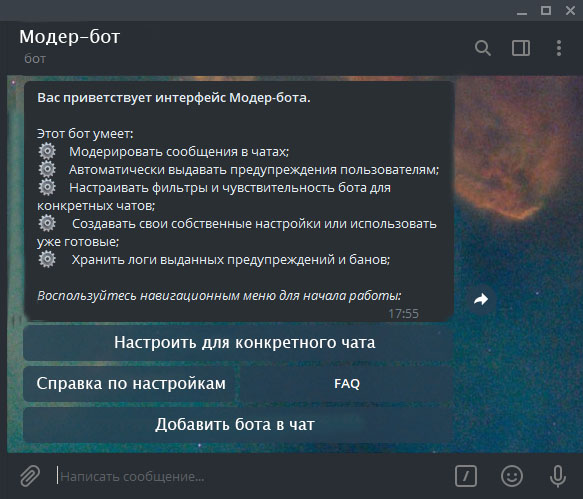 Модер-бот
бот
Вас приветствует интерфейс Модер-бота.
Этот бот умеет:
Модерировать сообщения в чатах;
Автоматически выдавать предупреждения пользователям;
Настраивать фильтры и чувствительность бота для
конкретных чатов;
Создавать свои собственные настройки или использовать
уже готовые;
Хранить логи выданных предупреждений и банов;
Воспользуйтесь навигационным меню для начала работы:
17:55
Настроить для конкретного чата
Справка по настройкам FAQ
Добавить бота в чат
Написать сообщение...